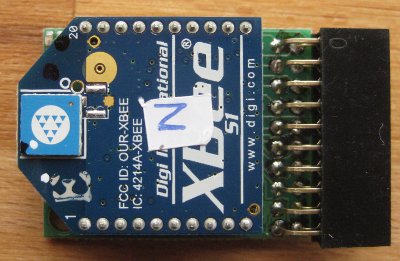 20
1
FCC ID: OUR-XBEE
IC: 4214A-XBEE
Digi International
XBee
®
S1
www.digi.com
N